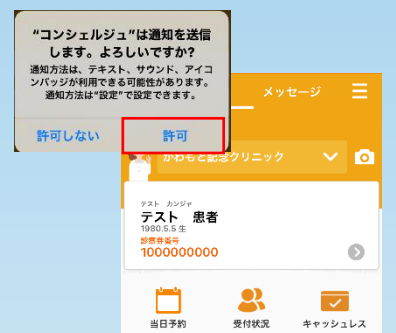 “コンシェルジュ”は通知を送信
します。よろしいですか?
通知方法は、テキスト、サウンド、アイコ
ンバッジが利用できる可能性があります。
通知方法は“設定”で設定できます。
許可しない
許可
メッセージ
かわもと記念クリニック
テスト カンジャ
テスト 患者
1980.5.5 生
診察券番号
1000000000
当日予約
受付状況
キャッシュレス